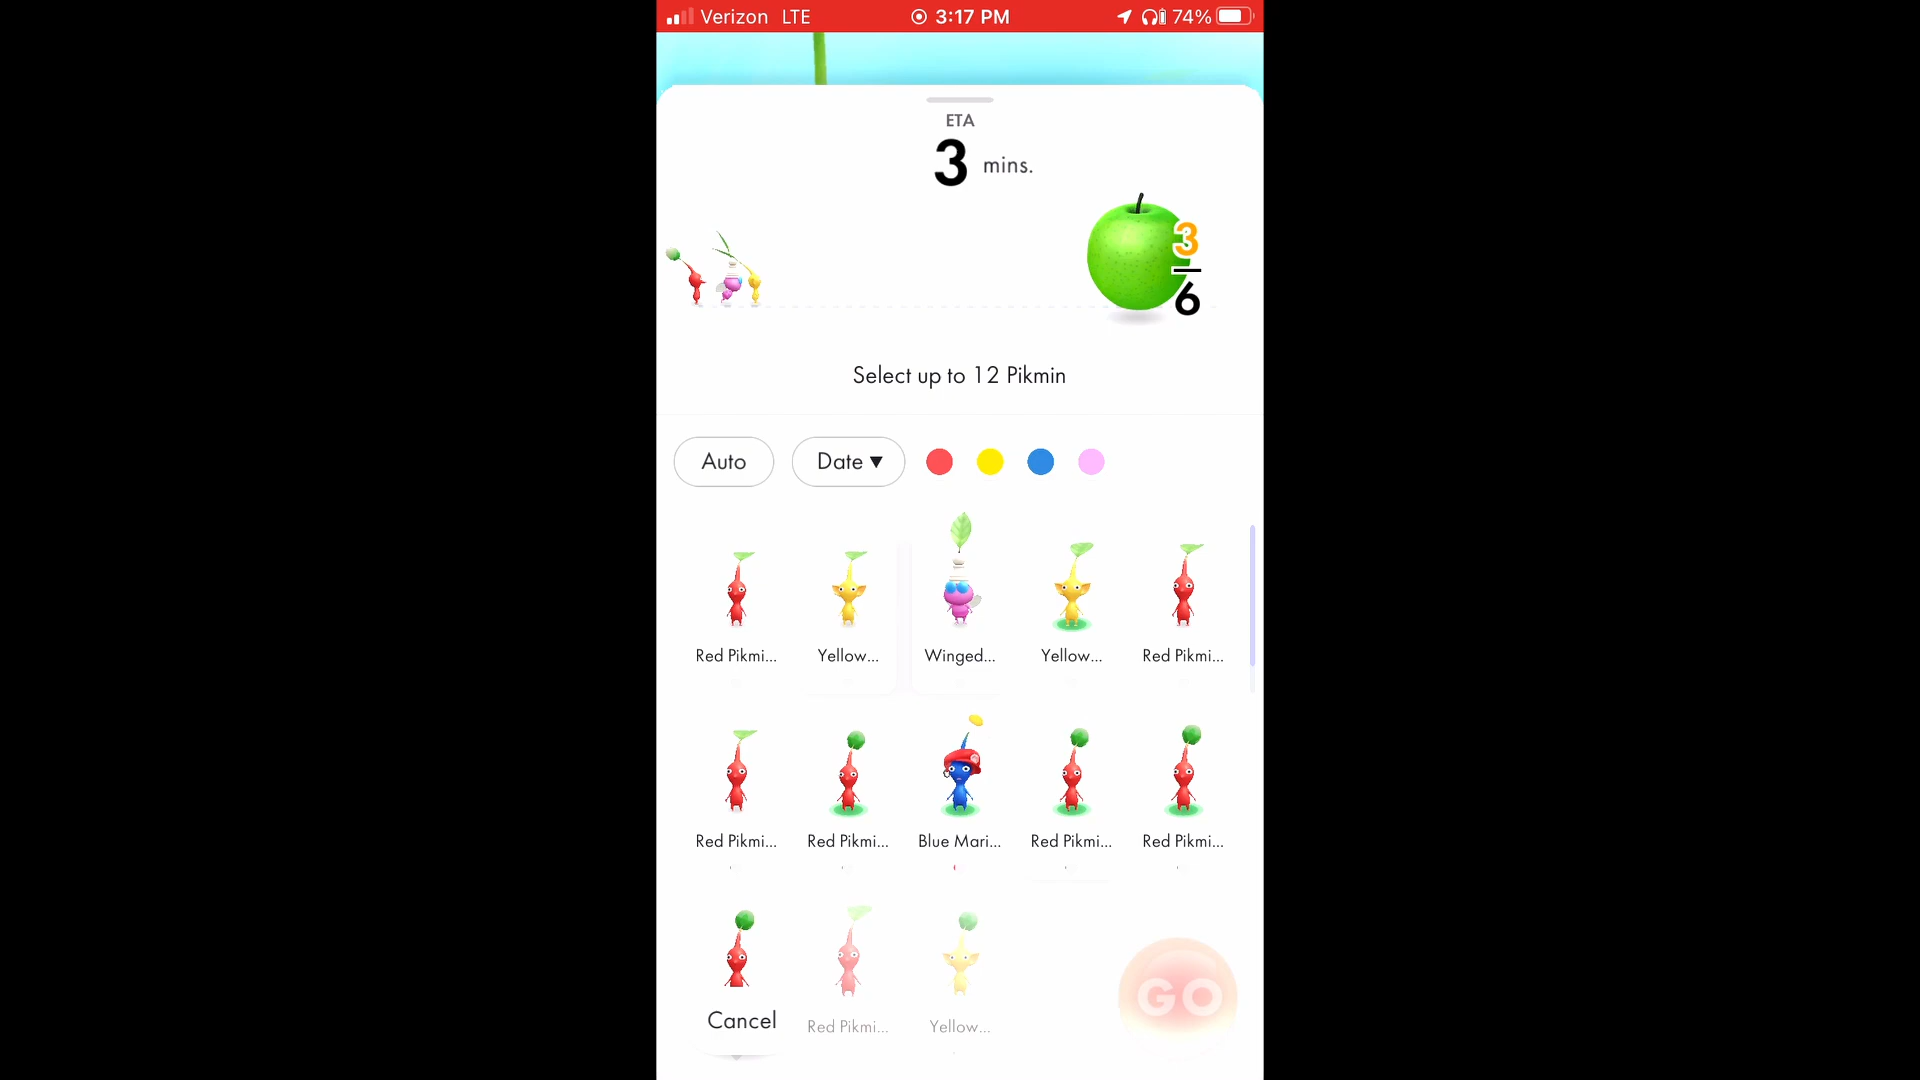 Verizon LTE 3:17 PM 74%
ETA
3 mins.
3
6
Select up to 12 Pikmin
Auto Date ▼
Red Pikmi... Yellow... Winged... Yellow... Red Pikmi...
Red Pikmi... Red Pikmi... Blue Mari... Red Pikmi... Red Pikmi...
GO
Cancel Red Pikmi... Yellow...